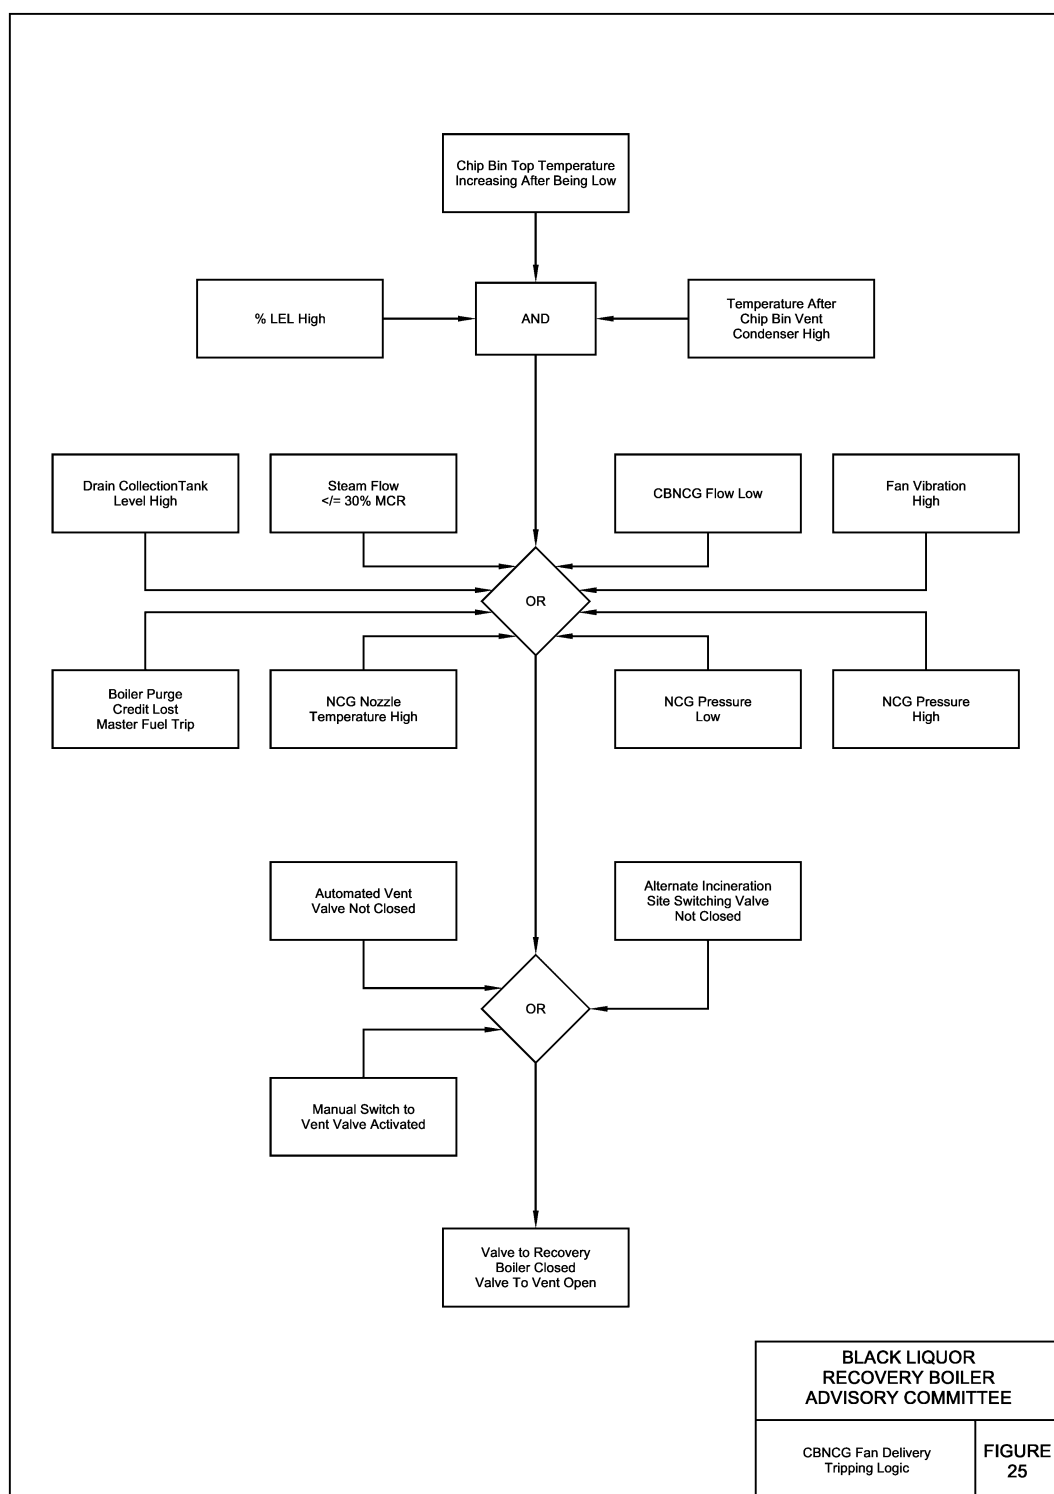 Chip Bin Top Temperature
Increasing After Being Low
% LEL High
AND
Temperature After
Chip Bin Vent
Condenser High
Drain CollectionTank
Level High
Steam Flow
</= 30% MCR
CBNCG Flow Low
Fan Vibration
High
OR
Boiler Purge
Credit Lost
Master Fuel Trip
NCG Nozzle
Temperature High
NCG Pressure
Low
NCG Pressure
High
Automated Vent
Valve Not Closed
Alternate Incineration
Site Switching Valve
Not Closed
OR
Manual Switch to
Vent Valve Activated
Valve to Recovery
Boiler Closed
Valve To Vent Open
BLACK LIQUOR
RECOVERY BOILER
ADVISORY COMMITTEE
CBNCG Fan Delivery
Tripping Logic
FIGURE
25